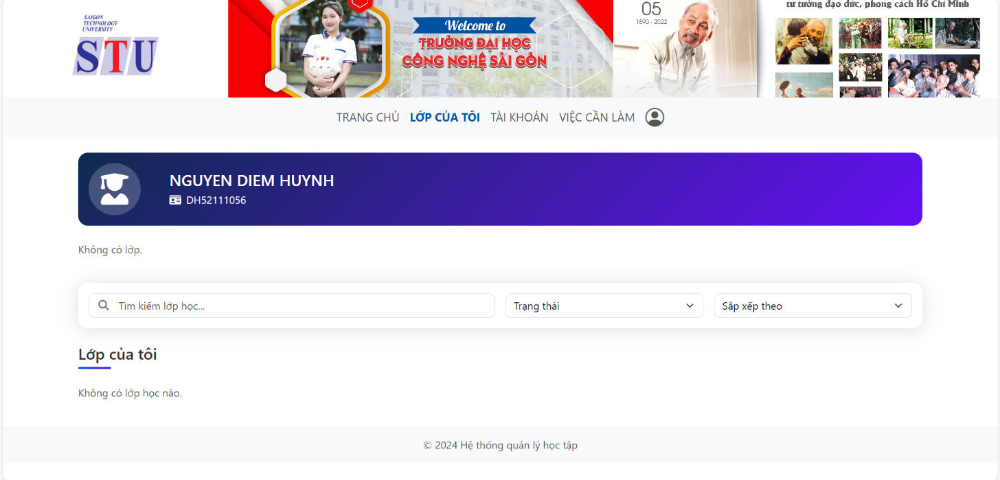 SAIGON
TECHNOLOGY
UNIVERSITY
STU
Welcome to
TRƯỜNG ĐẠI HỌC
CÔNG NGHỆ SÀI GÒN
05
1890 - 2022
tư tưởng đạo đức, phong cách Hồ Chí Minh
TRANG CHỦ LỚP CỦA TÔI TÀI KHOẢN VIỆC CẦN LÀM
NGUYEN DIEM HUYNH
DH52111056
Không có lớp.
Tìm kiếm lớp học... Trạng thái Sắp xếp theo
Lớp của tôi
Không có lớp học nào.
© 2024 Hệ thống quản lý học tập